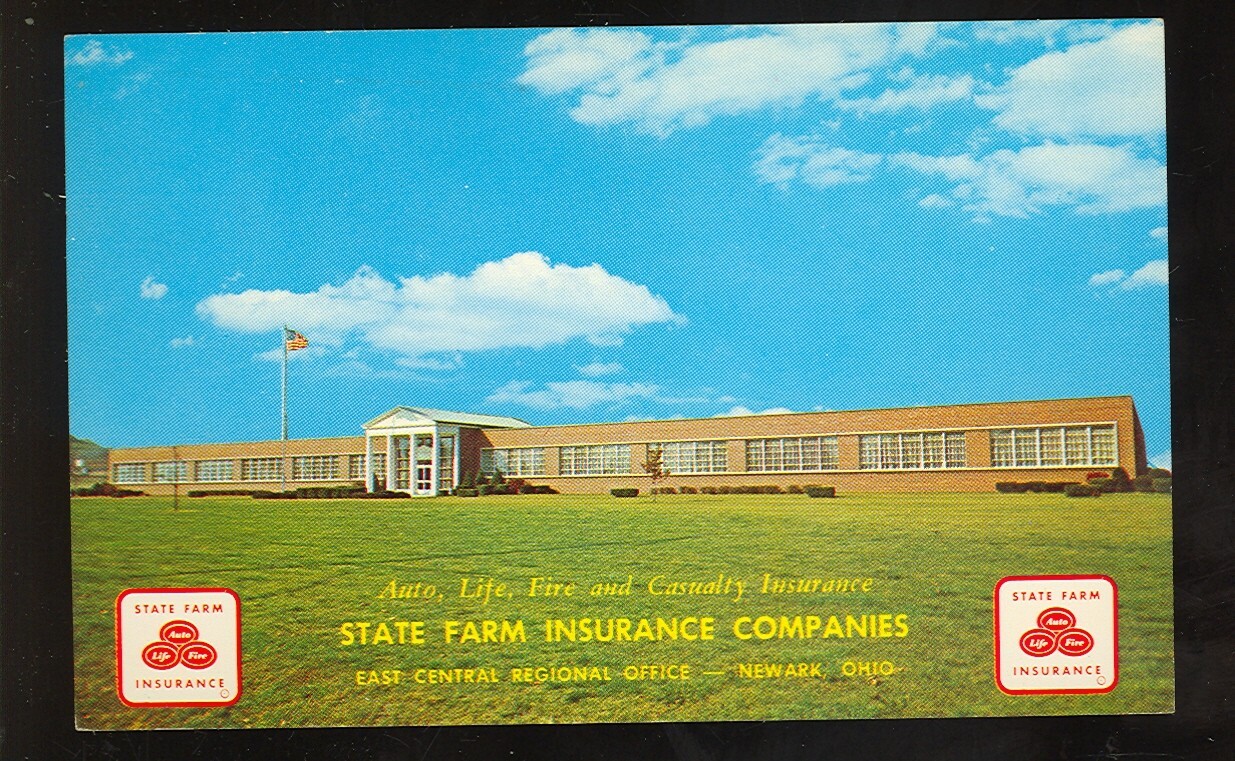 Auto, Life, Fire and Casualty Insurance
STATE FARM INSURANCE COMPANIES
EAST CENTRAL REGIONAL OFFICE — NEWARK, OHIO
STATE FARM
Auto
Life Fire
INSURANCE
STATE FARM
Auto
Life Fire
INSURANCE